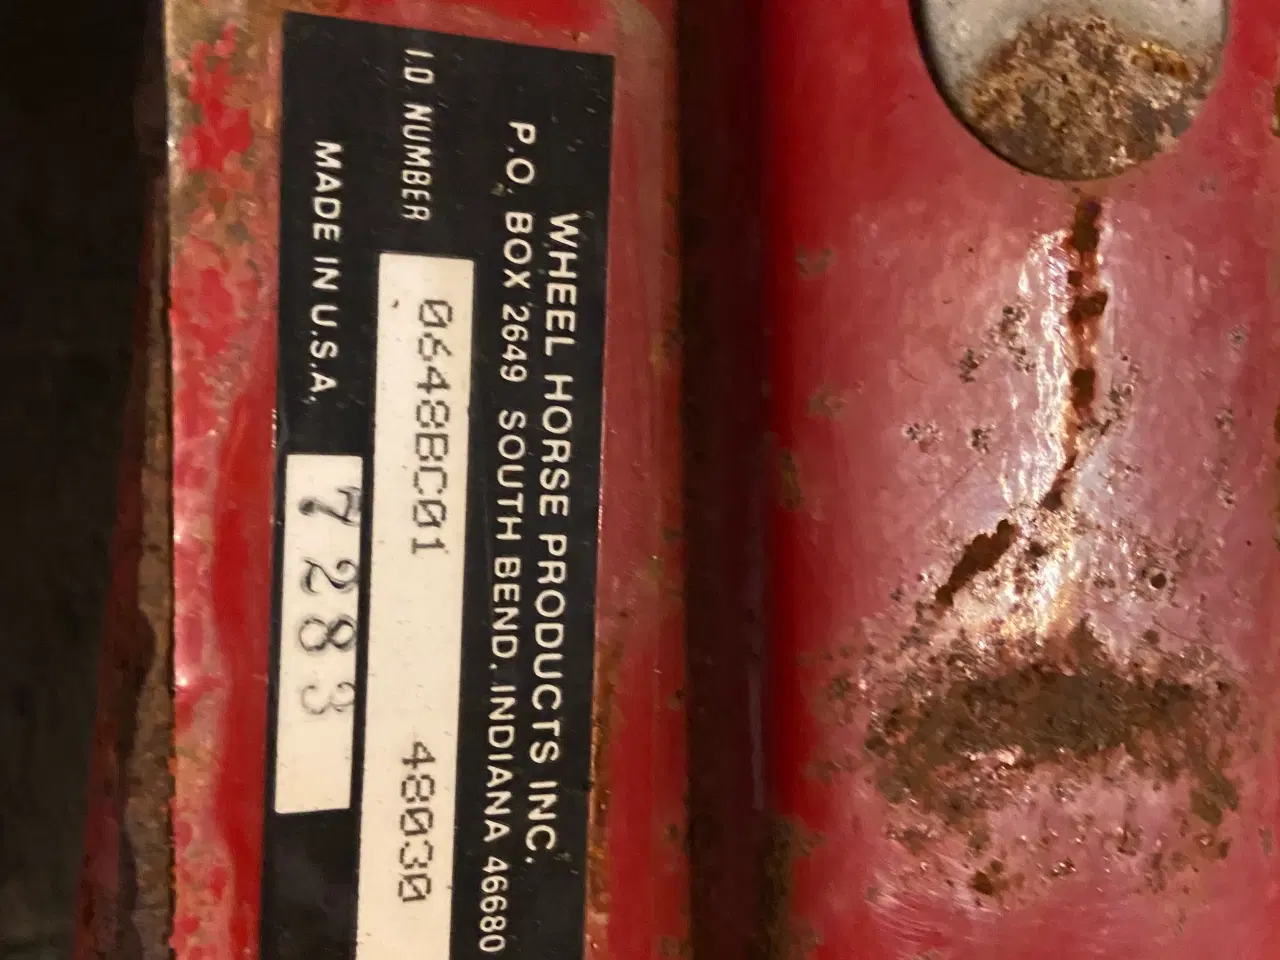 WHEEL HORSE PRODUCTS INC.
P.O. BOX 2649 SOUTH BEND, INDIANA 46680
I.D. NUMBER 0648BC01 48030
MADE IN U.S.A. 7283